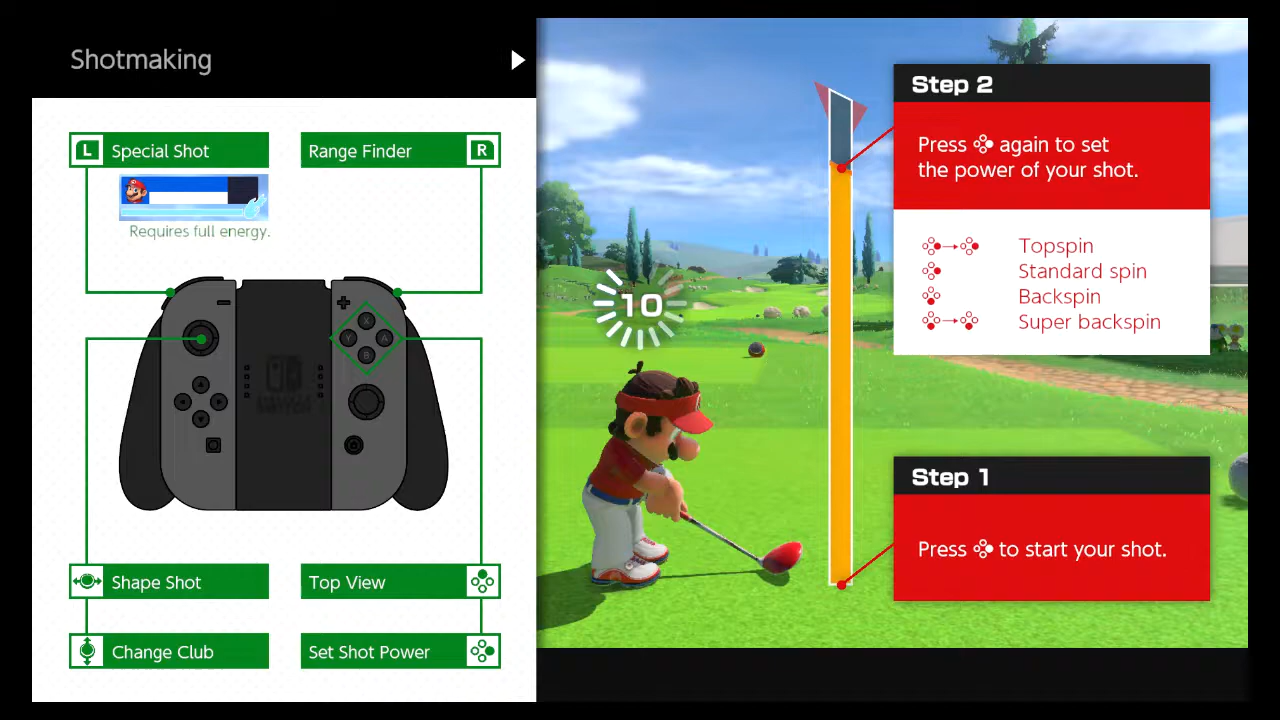 Shotmaking
L Special Shot
Range Finder R
Requires full energy.
X
Y A
B
Shape Shot
Top View
Change Club
Set Shot Power
10
Step 2
Press again to set
the power of your shot.
Topspin
Standard spin
Backspin
Super backspin
Step 1
Press to start your shot.